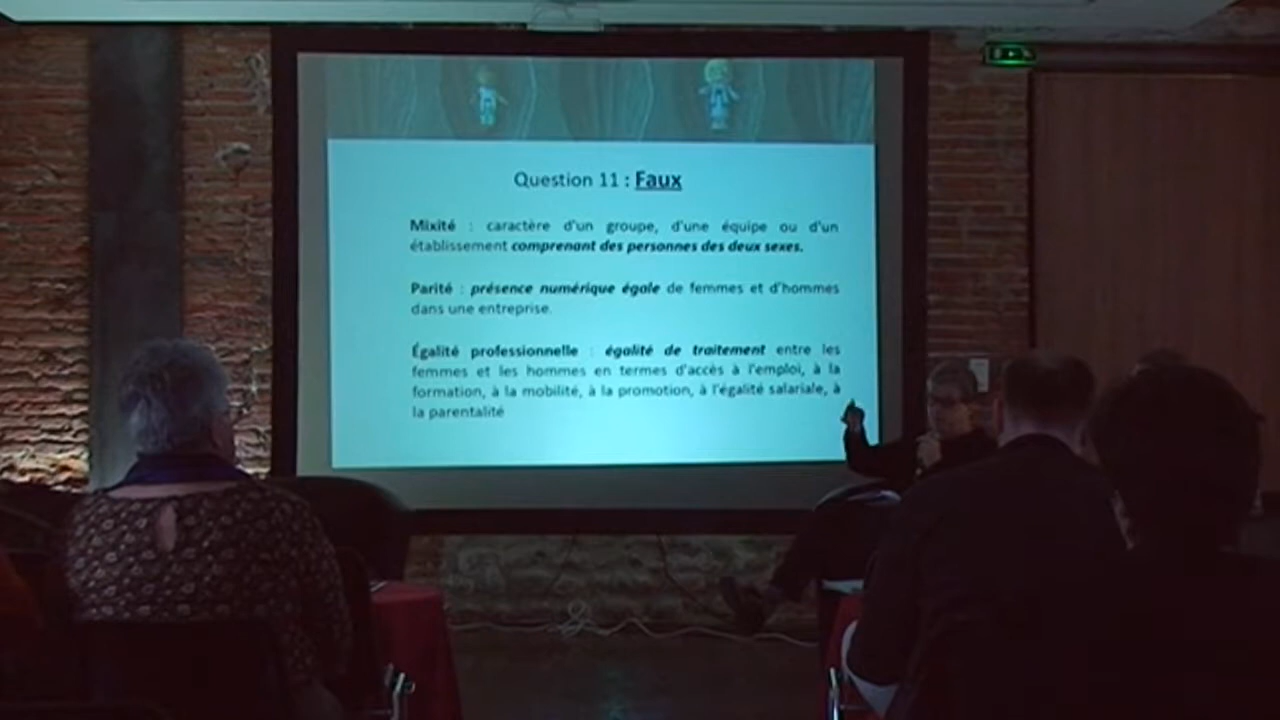 Question 11 : Faux
Mixité : caractère d'un groupe, d'une équipe ou d'un
établissement comprenant des personnes des deux sexes.
Parité : présence numérique égale de femmes et d'hommes
dans une entreprise.
Égalité professionnelle : égalité de traitement entre les
femmes et les hommes en termes d'accès à l'emploi, à la
formation, à la mobilité, à la promotion, à l'égalité salariale, à
la parentalité